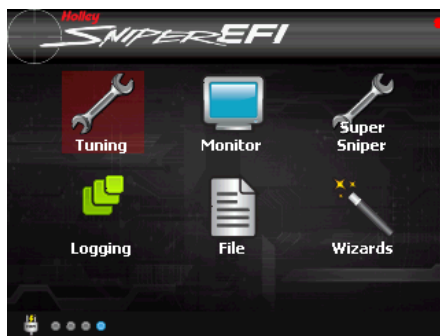 Holley
SNIPER EFI
Tuning
Monitor
Super
Sniper
Logging
File
Wizards